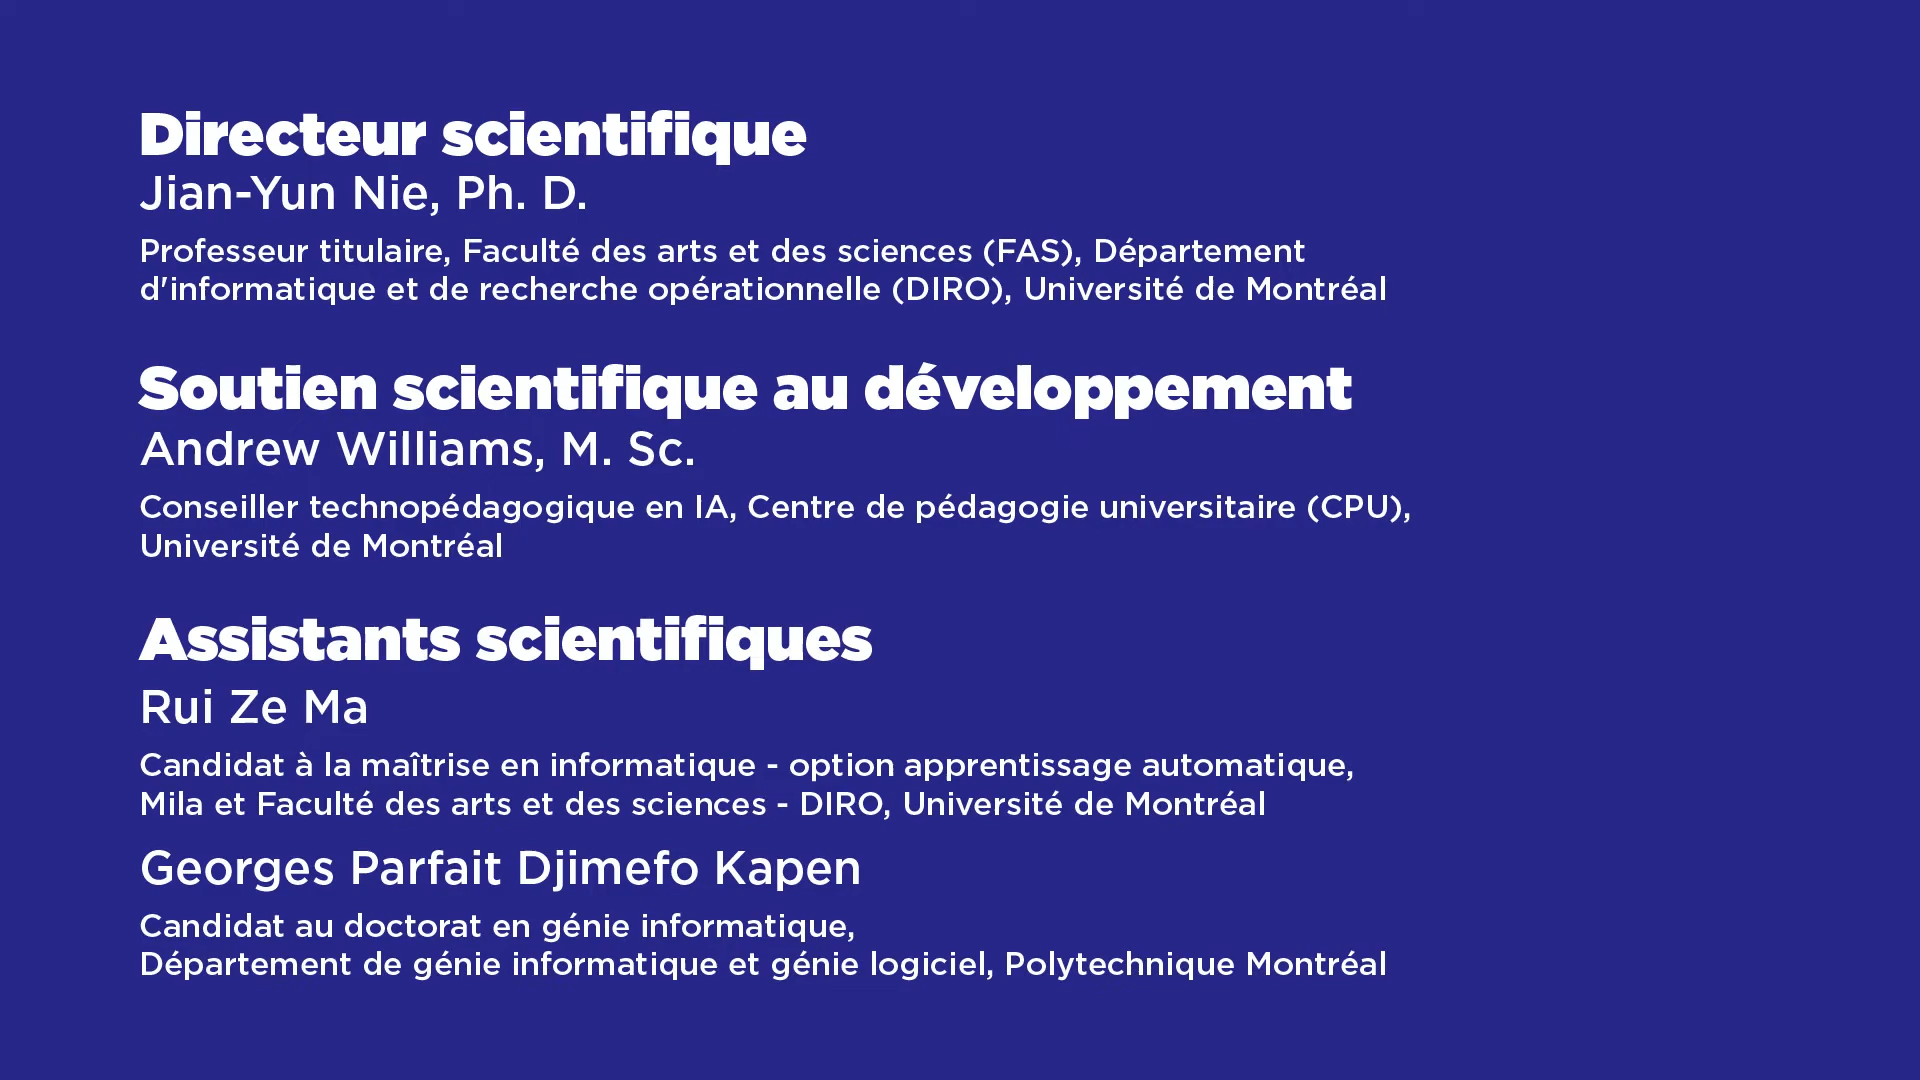 Directeur scientifique
Jian-Yun Nie, Ph. D.
Professeur titulaire, Faculté des arts et des sciences (FAS), Département
d'informatique et de recherche opérationnelle (DIRO), Université de Montréal
Soutien scientifique au développement
Andrew Williams, M. Sc.
Conseiller technopédagogique en IA, Centre de pédagogie universitaire (CPU),
Université de Montréal
Assistants scientifiques
Rui Ze Ma
Candidat à la maîtrise en informatique - option apprentissage automatique,
Mila et Faculté des arts et des sciences - DIRO, Université de Montréal
Georges Parfait Djimefo Kapen
Candidat au doctorat en génie informatique,
Département de génie informatique et génie logiciel, Polytechnique Montréal